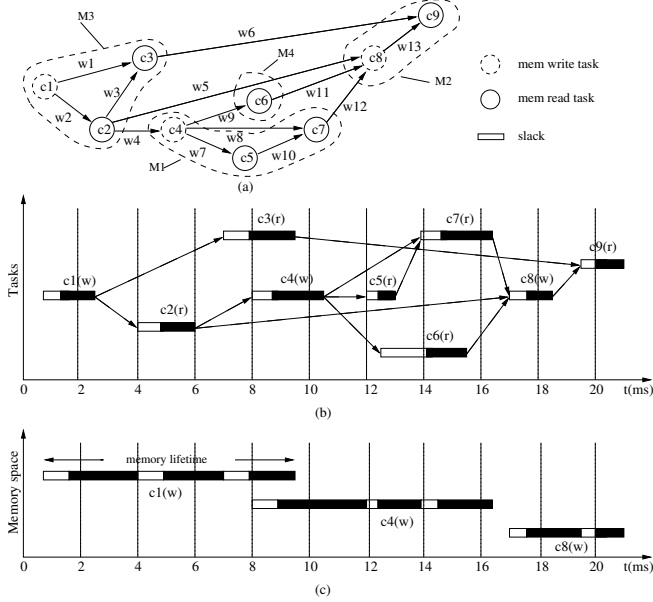 M3
c9
w6
w1
c3
M4
w13
c8
c1
w5
w3
w11
M2
w2
c6
w12
c2
w9
c4
c7
w4
w8
M1
w7
c5
w10
(a)
mem write task
mem read task
slack
Tasks
c3(r)
c7(r)
c9(r)
c1(w)
c4(w)
c5(r)
c8(w)
c2(r)
c6(r)
0 2 4 6 8 10 12 14 16 18 20 t(ms)
(b)
Memory space
memory lifetime
c1(w)
c4(w)
c8(w)
0 2 4 6 8 10 12 14 16 18 20 t(ms)
(c)